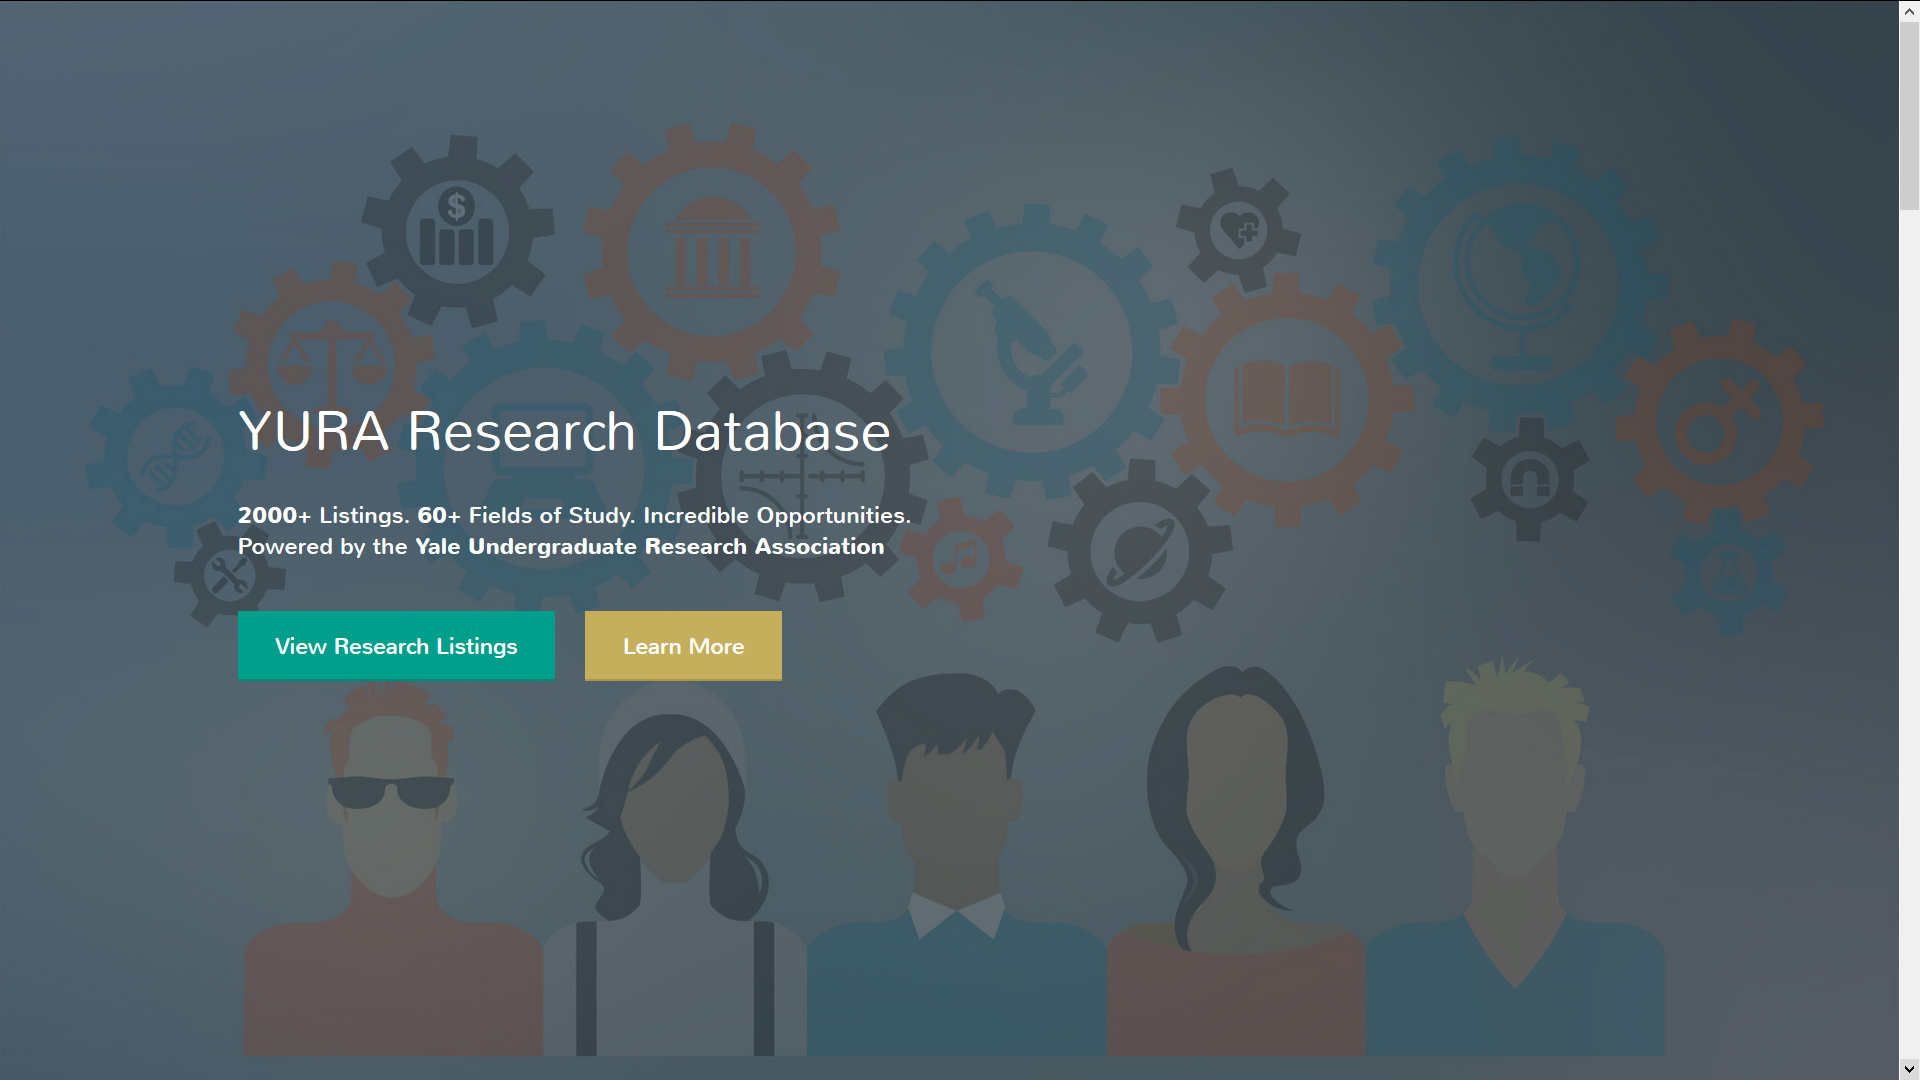 $
YURA Research Database
2000+ Listings. 60+ Fields of Study. Incredible Opportunities.
Powered by the Yale Undergraduate Research Association
View Research Listings
Learn More